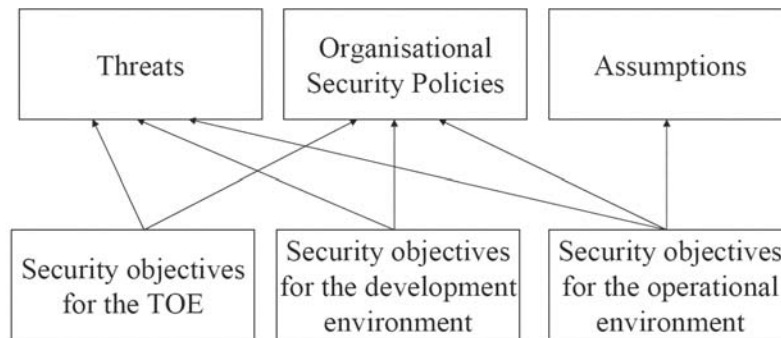 Threats
Organisational
Security Policies
Assumptions
Security objectives
for the TOE
Security objectives
for the development
environment
Security objectives
for the operational
environment